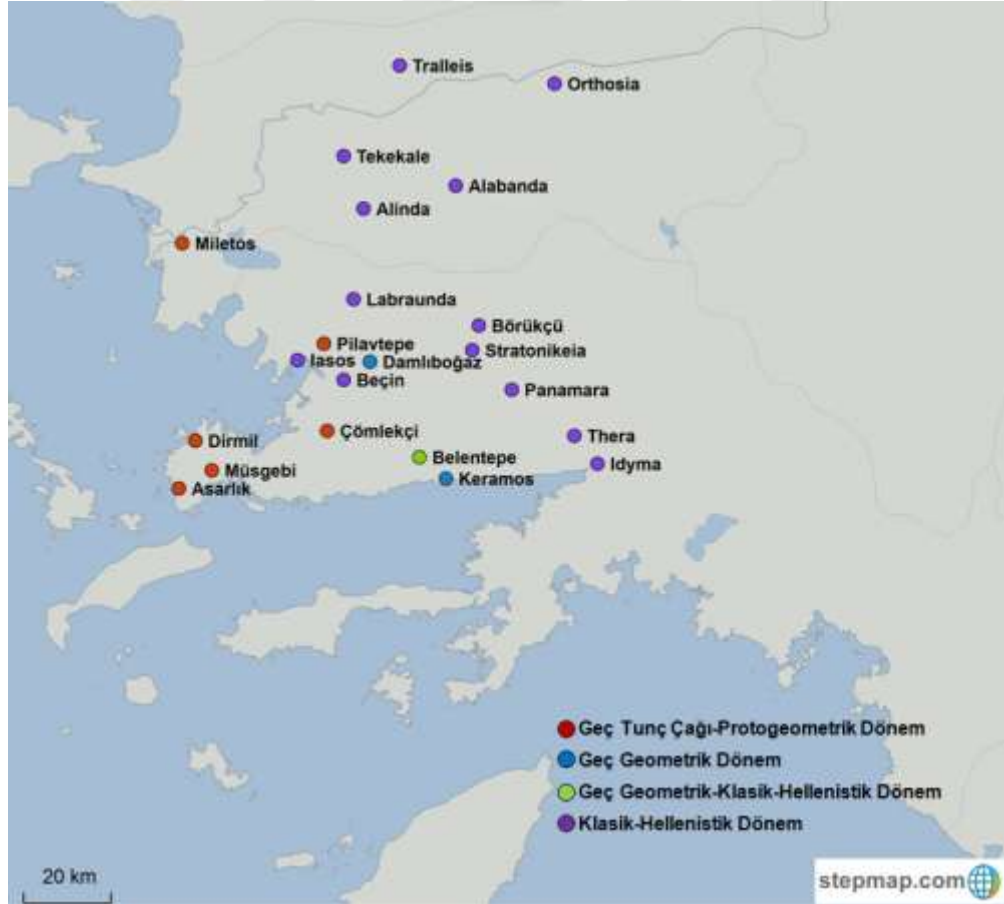 Tralleis
Orthosia
Tekekale
Alabanda
Alinda
Miletos
Labraunda
Börükçü
Pilavtepe
Stratonikeia
Iasos
Damlıboğaz
Beçin
Panamara
Çömlekçi
Thera
Dirmil
Belentepe
Idyma
Müsgebi
Keramos
Asarlık
Geç Tunç Çağı-Protogeometrik Dönem
Geç Geometrik Dönem
Geç Geometrik-Klasik-Hellenistik Dönem
Klasik-Hellenistik Dönem
20 km
stepmap.com